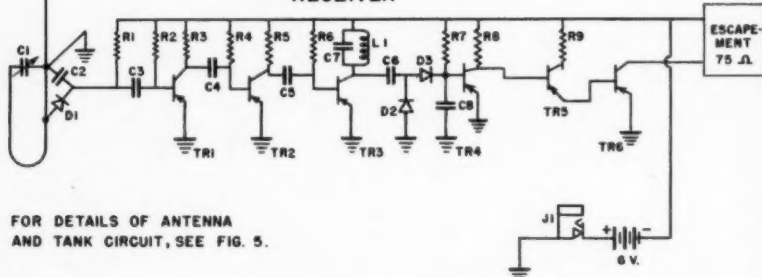 RECEIVER
C1
C2
D1
R1
R2
C3
R3
C4
TR1
R4
R5
C5
TR2
R6
C7
L1
C6
TR3
D2
D3
R7
C8
R8
TR4
R9
TR5
TR6
ESCAPE-
MENT
75 Ω
J1
+ -
6 V.
FOR DETAILS OF ANTENNA
AND TANK CIRCUIT, SEE FIG. 5.